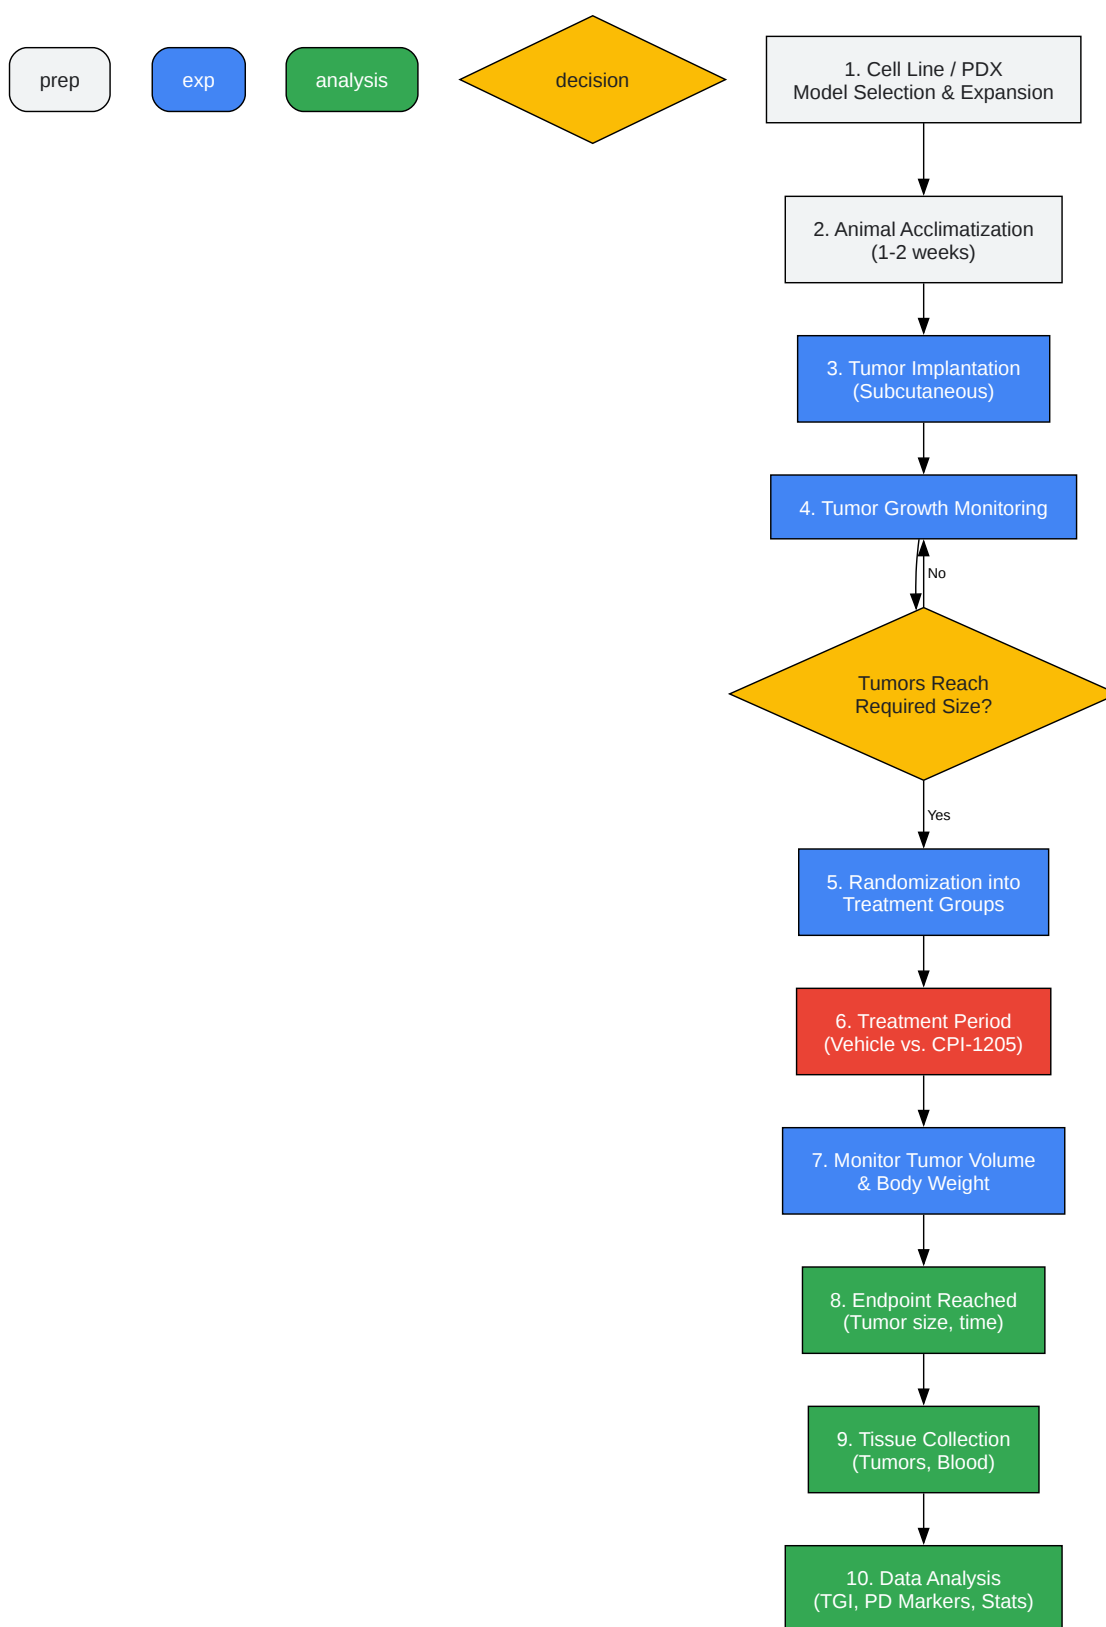 prep
exp
analysis
decision
1. Cell Line / PDX
Model Selection & Expansion
2. Animal Acclimatization
(1-2 weeks)
3. Tumor Implantation
(Subcutaneous)
4. Tumor Growth Monitoring
No
Tumors Reach
Required Size?
Yes
5. Randomization into
Treatment Groups
6. Treatment Period
(Vehicle vs. CPI-1205)
7. Monitor Tumor Volume
& Body Weight
8. Endpoint Reached
(Tumor size, time)
9. Tissue Collection
(Tumors, Blood)
10. Data Analysis
(TGI, PD Markers, Stats)